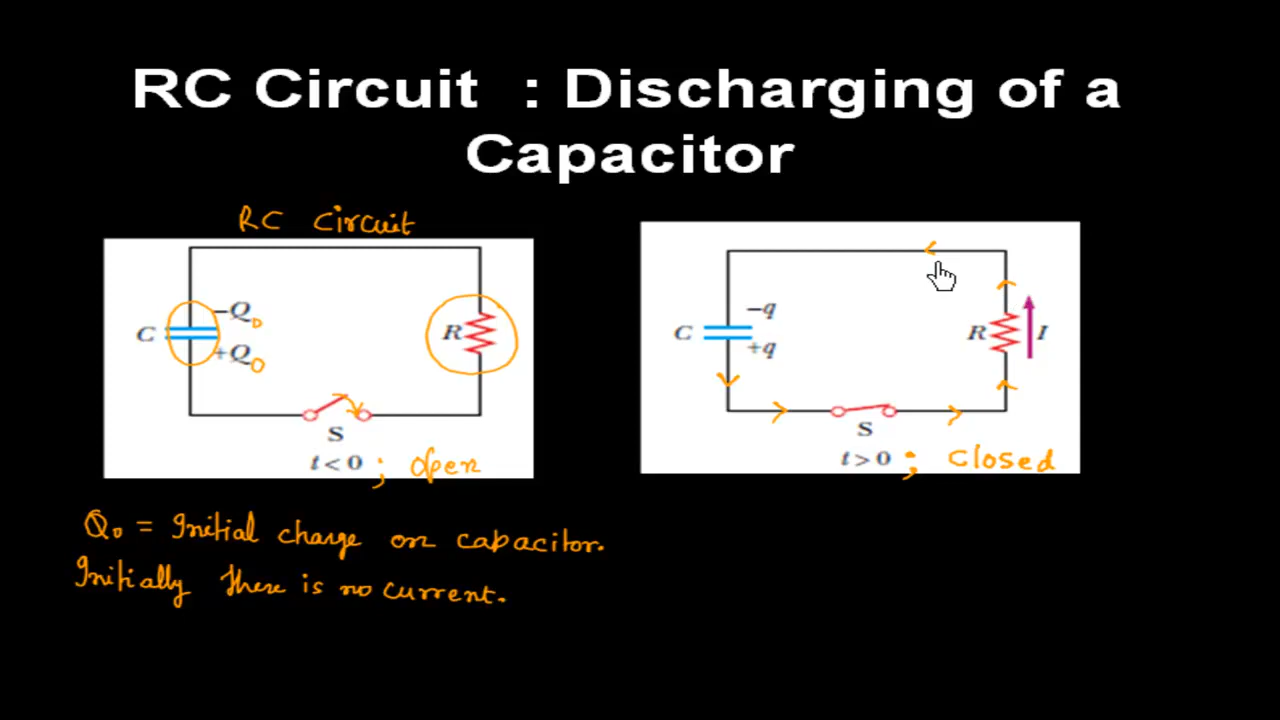 RC Circuit : Discharging of a
Capacitor
RC Circuit
C
-Q0
+Q0
R
S
t < 0 ; open
C
-q
+q
R
I
S
t > 0 ; closed
Q0 = Initial charge on capacitor.
Initially there is no current.